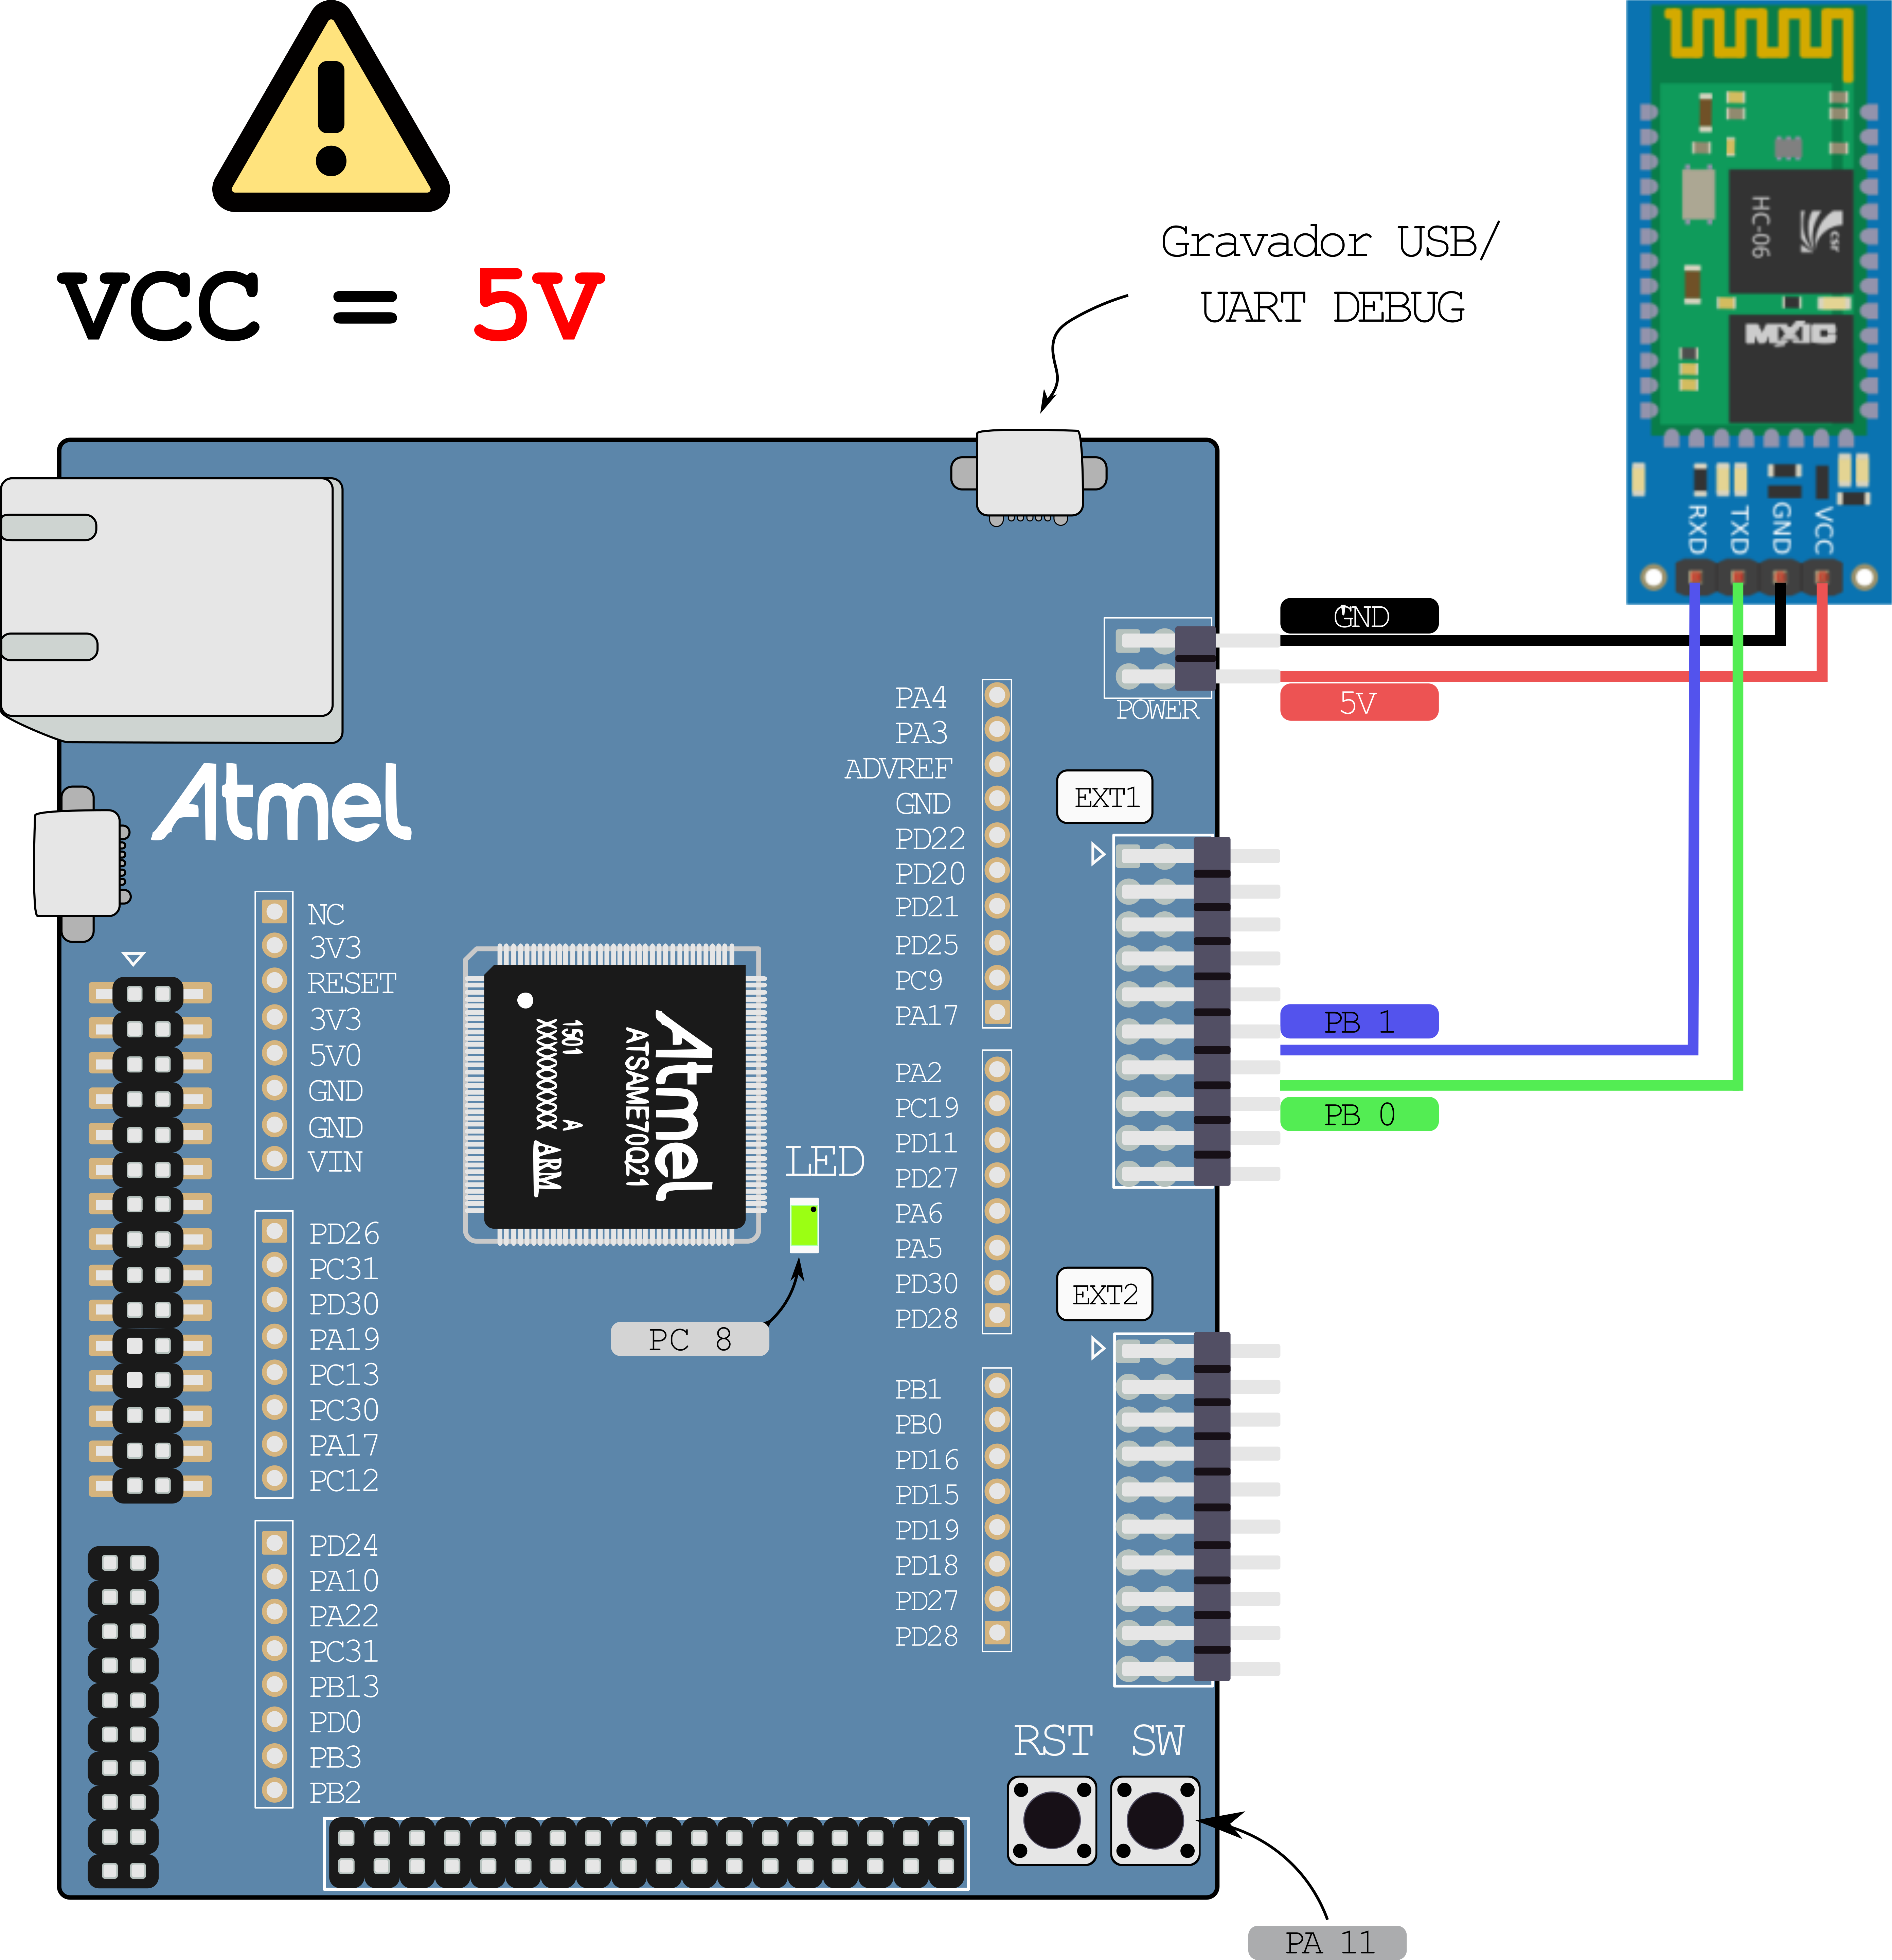 VCC = 5V
Gravador USB/
UART DEBUG
HC-06
csr
MXIC
RXD
TXD
GND
VCC
GND
5V
POWER
PA4
PA3
ADVREF
GND
PD22
PD20
PD21
PD25
PC9
PA17
EXT1
Atmel
NC
3V3
RESET
3V3
5V0
GND
GND
VIN
Atmel
ATSAME70Q21
1501 A
XXXXXXXXXX ARM
PB 1
PB 0
PA2
PC19
PD11
PD27
PA6
PA5
PD30
PD28
LED
PC 8
EXT2
PD26
PC31
PD30
PA19
PC13
PC30
PA17
PC12
PB1
PB0
PD16
PD15
PD19
PD18
PD27
PD28
PD24
PA10
PA22
PC31
PB13
PD0
PB3
PB2
RST SW
PA 11